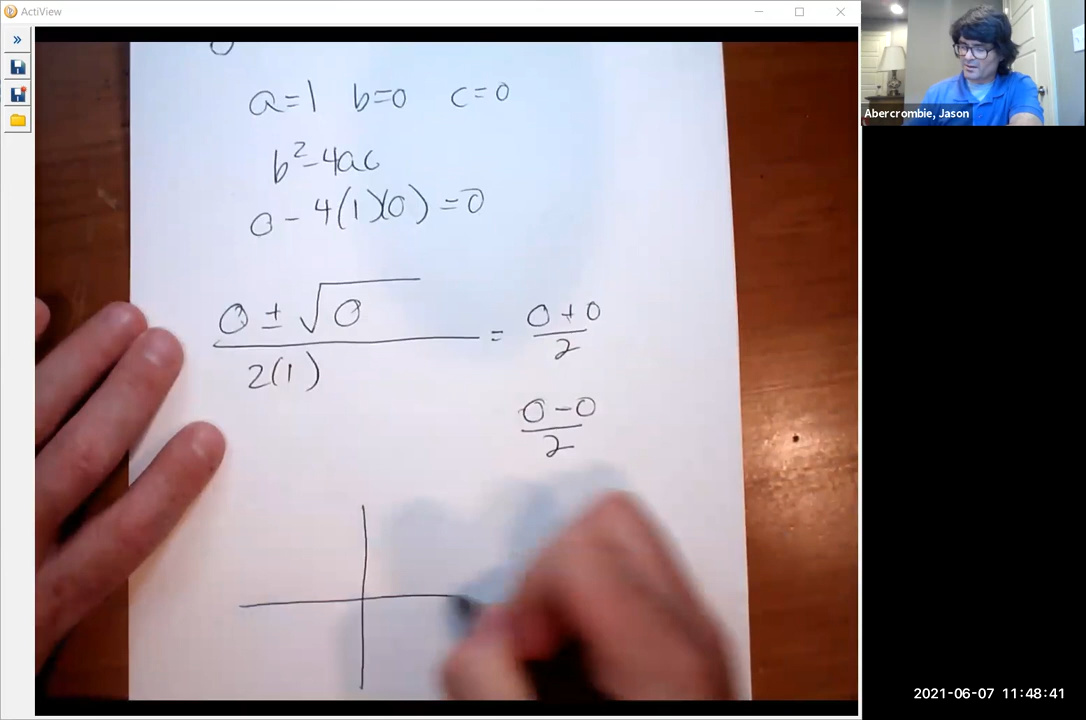 ActiView
a=1 b=0 c=0
b²-4ac
0-4(1)(0)=0
0±√0 / 2(1) = 0+0 / 2
0-0 / 2
Abercrombie, Jason
2021-06-07 11:48:41